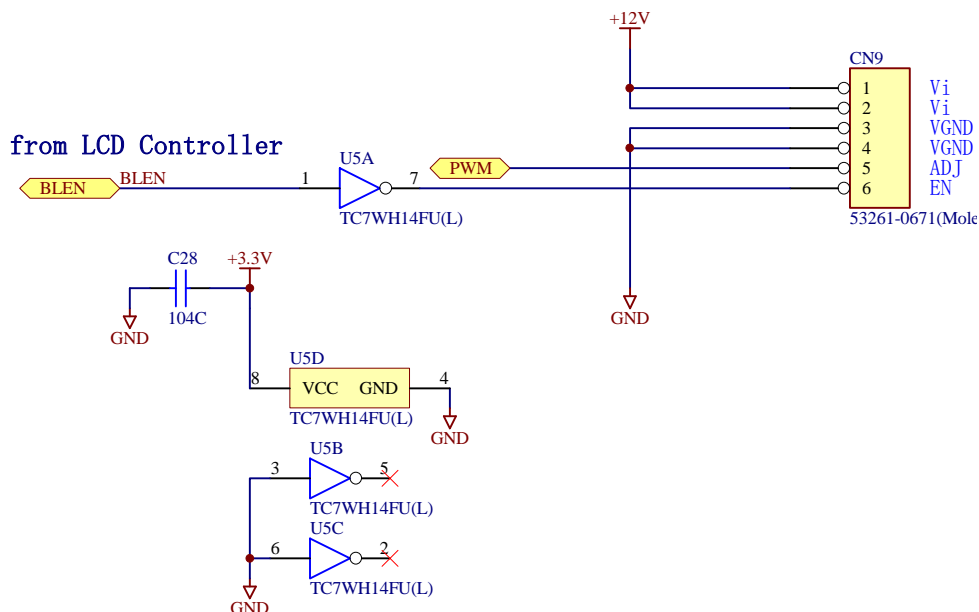 +12V
CN9
1 Vi
2 Vi
3 VGND
4 VGND
5 ADJ
6 EN
53261-0671(Mole
from LCD Controller
BLEN
BLEN
1
U5A
7
TC7WH14FU(L)
PWM
GND
C28
104C
GND
+3.3V
U5D
8
VCC GND
4
TC7WH14FU(L)
GND
U5B
3
5
TC7WH14FU(L)
U5C
6
2
TC7WH14FU(L)
GND